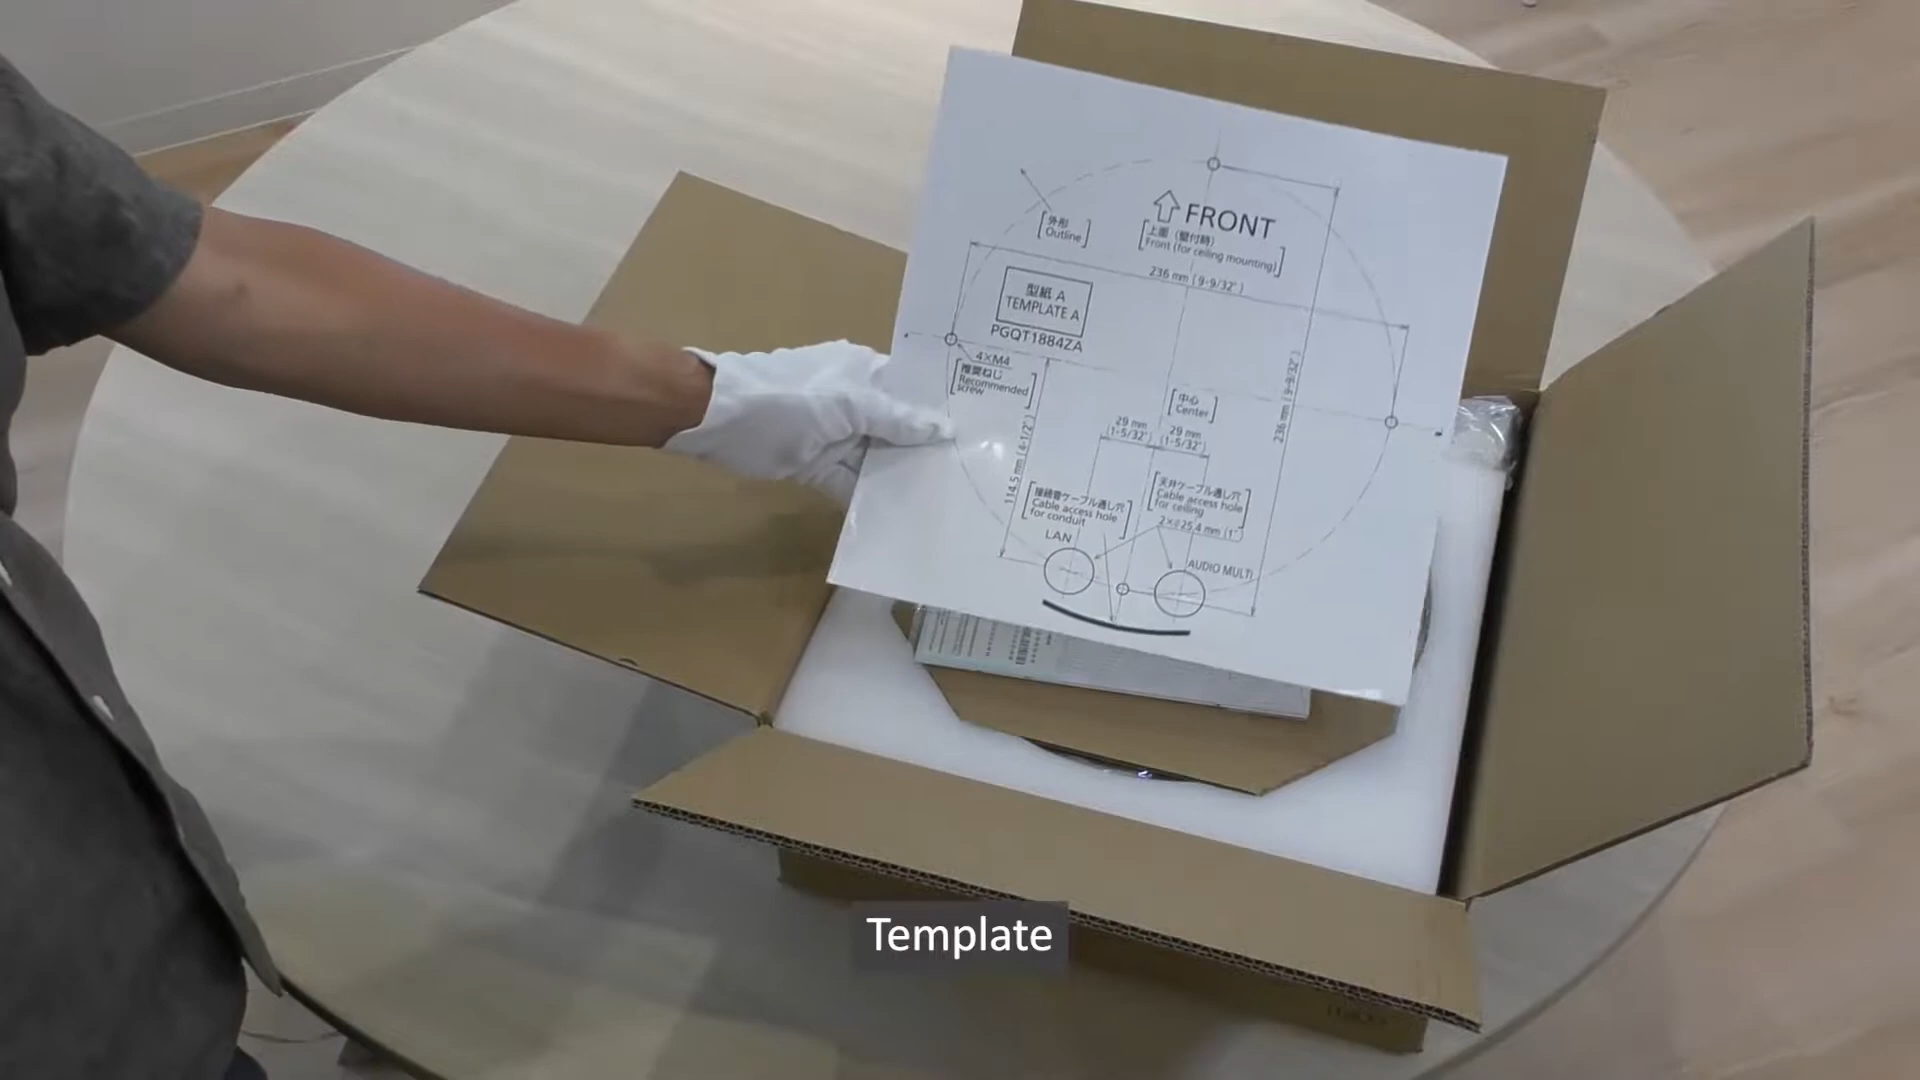 外形
Outline
FRONT
上面（壁付時）
Front (for ceiling mounting)
236 mm (9-9/32")
型紙 A
TEMPLATE A
PGQT1884ZA
4×M4
推奨ねじ
Recommended
screw
中心
Center
236 mm (9-9/32")
29 mm
(1-5/32")
29 mm
(1-5/32")
114.5 mm (4-1/2")
接続管ケーブル通し穴
Cable access hole
for conduit
天井ケーブル通し穴
Cable access hole
for ceiling
2×⌀25.4 mm (1")
LAN
AUDIO MULTI
Template